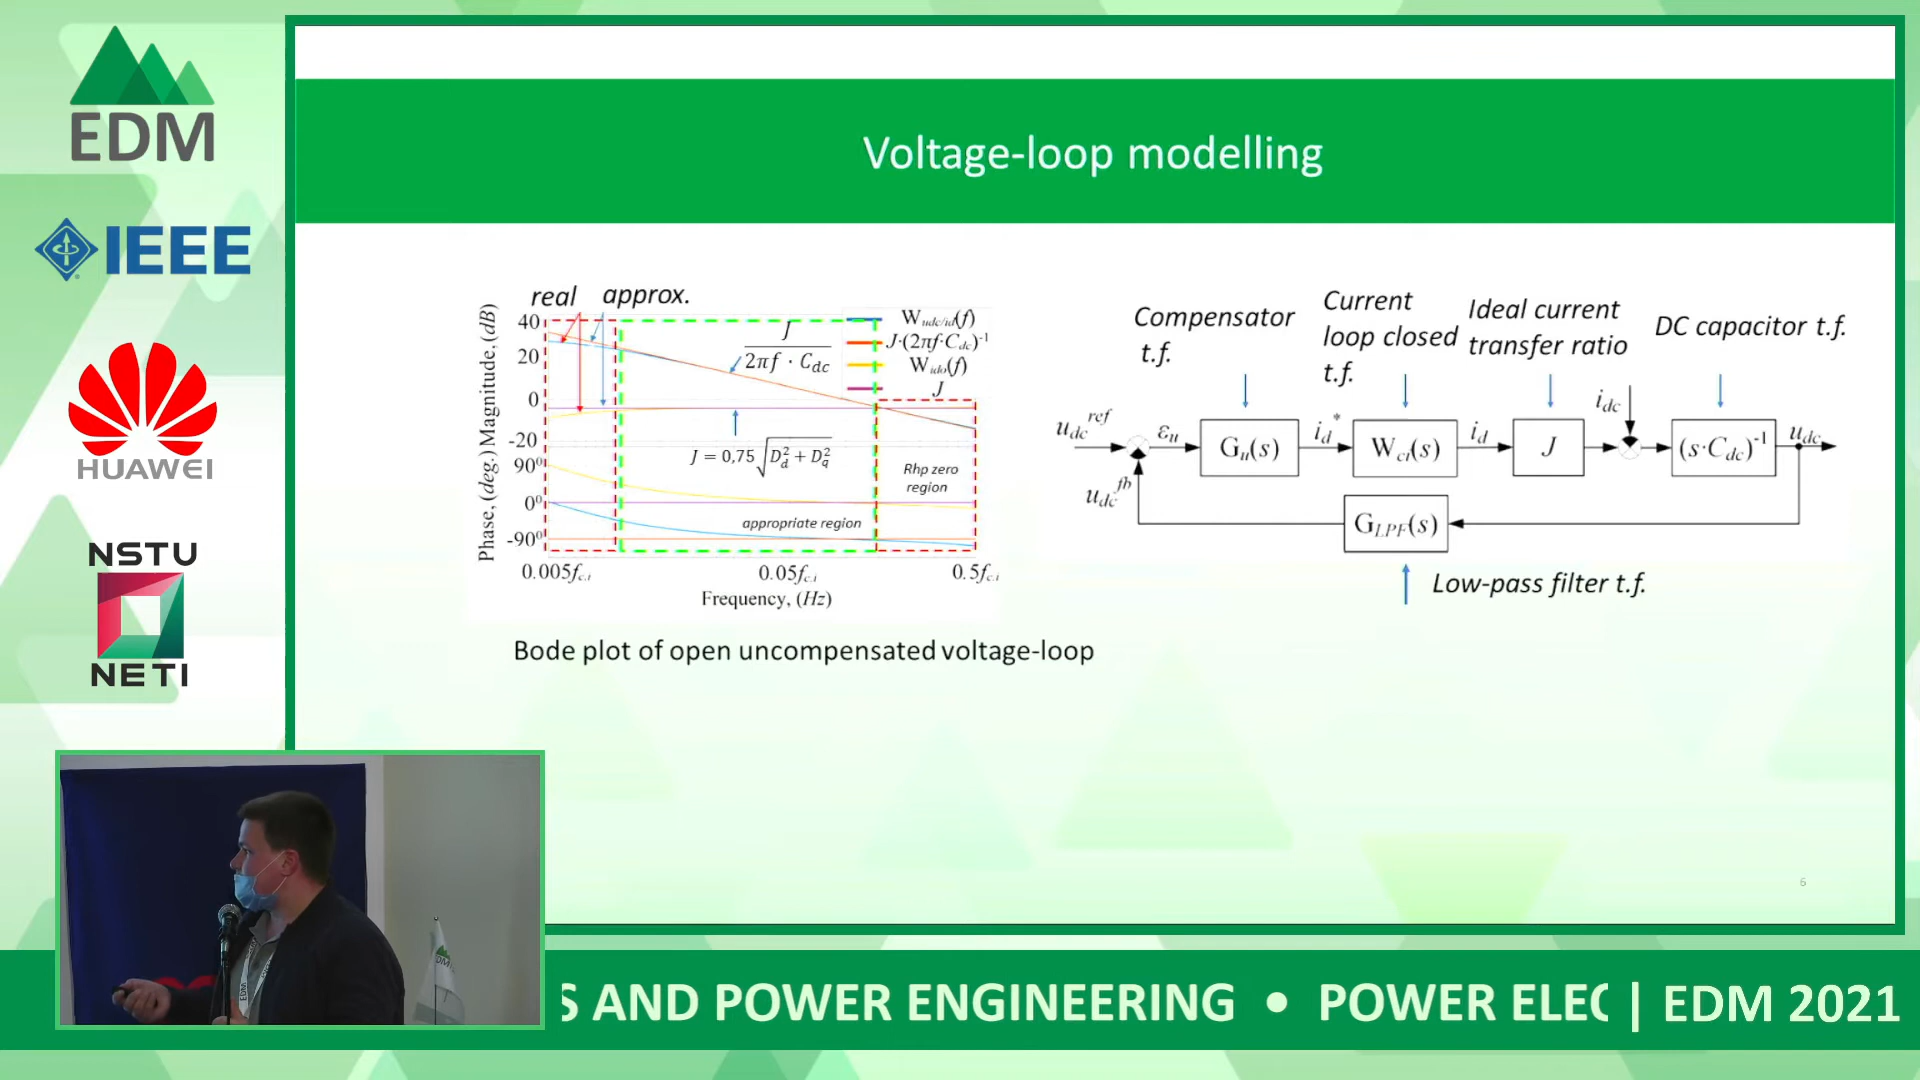 EDM
IEEE
HUAWEI
NSTU
NETI
Voltage-loop modelling
real approx.
Phase, (deg.) Magnitude, (dB)
40
20
0
-20
90⁰
0⁰
-90⁰
J
2πf · C_dc
W_udc/id(f)
J·(2πf·C_dc)⁻¹
W_ido(f)
J
J = 0,75√(D_d² + D_q²)
Rhp zero
region
appropriate region
0.005f_c.i 0.05f_c.i 0.5f_c.i
Frequency, (Hz)
Bode plot of open uncompensated voltage-loop
Compensator
t.f.
Current
loop closed
t.f.
Ideal current
transfer ratio
DC capacitor t.f.
u_dc^ref ε_u G_u(s) i_d* W_ci(s) i_d J i_dc (s·C_dc)⁻¹ u_dc
u_dc^fb
G_LPF(s)
Low-pass filter t.f.
6
S AND POWER ENGINEERING • POWER ELEC | EDM 2021